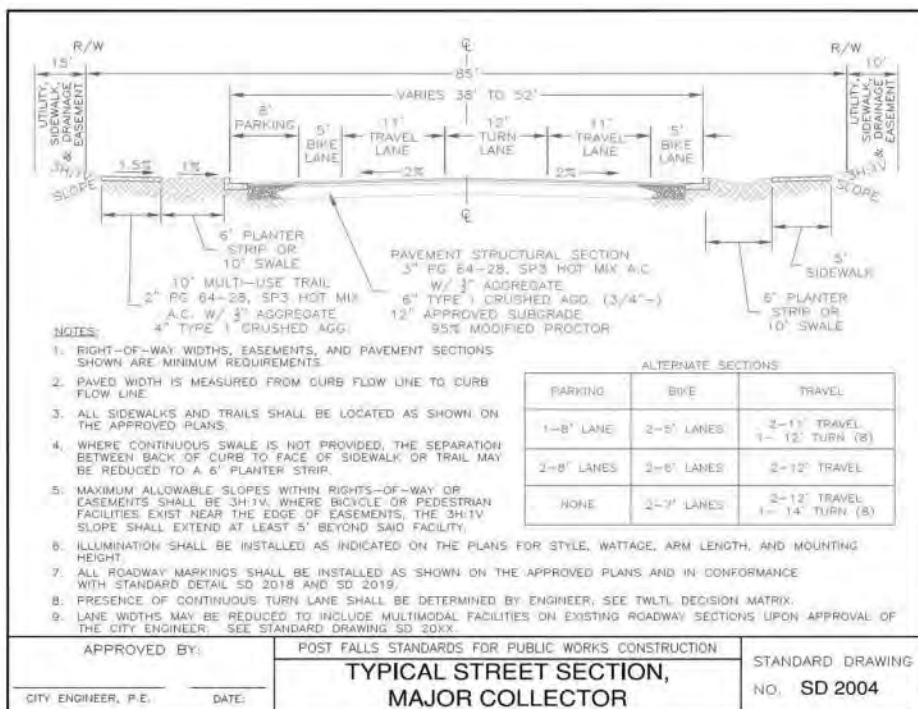 R/W
℄
R/W
15'
85'
10'
UTILITY, SIDEWALK, & DRAINAGE EASEMENT
VARIES 38' TO 52'
UTILITY, SIDEWALK, & DRAINAGE EASEMENT
8' PARKING
5' BIKE LANE
11' TRAVEL LANE
12' TURN LANE
11' TRAVEL LANE
5' BIKE LANE
3H:1V SLOPE
1.5%
1%
2%
2%
3H:1V SLOPE
℄
6' PLANTER
STRIP OR
10' SWALE
10' MULTI-USE TRAIL
2" PG 64-28, SP3 HOT MIX
A.C. W/ ½" AGGREGATE
4" TYPE 1 CRUSHED AGG.
PAVEMENT STRUCTURAL SECTION
3" PG 64-28, SP3 HOT MIX A.C.
W/ ½" AGGREGATE
6" TYPE 1 CRUSHED AGG. (3/4"-)
12" APPROVED SUBGRADE
95% MODIFIED PROCTOR
5'
SIDEWALK
6" PLANTER
STRIP OR
10' SWALE
NOTES:
1. RIGHT-OF-WAY WIDTHS, EASEMENTS, AND PAVEMENT SECTIONS
SHOWN ARE MINIMUM REQUIREMENTS.
2. PAVED WIDTH IS MEASURED FROM CURB FLOW LINE TO CURB
FLOW LINE
3. ALL SIDEWALKS AND TRAILS SHALL BE LOCATED AS SHOWN ON
THE APPROVED PLANS.
4. WHERE CONTINUOUS SWALE IS NOT PROVIDED, THE SEPARATION
BETWEEN BACK OF CURB TO FACE OF SIDEWALK OR TRAIL MAY
BE REDUCED TO A 6' PLANTER STRIP.
5. MAXIMUM ALLOWABLE SLOPES WITHIN RIGHTS-OF-WAY OR
EASEMENTS SHALL BE 3H:1V. WHERE BICYCLE OR PEDESTRIAN
FACILITIES EXIST NEAR THE EDGE OF EASEMENTS, THE 3H:1V
SLOPE SHALL EXTEND AT LEAST 5' BEYOND SAID FACILITY.
6. ILLUMINATION SHALL BE INSTALLED AS INDICATED ON THE PLANS FOR STYLE, WATTAGE, ARM LENGTH, AND MOUNTING
HEIGHT.
7. ALL ROADWAY MARKINGS SHALL BE INSTALLED AS SHOWN ON THE APPROVED PLANS AND IN CONFORMANCE
WITH STANDARD DETAIL SD 2018 AND SD 2019.
8. PRESENCE OF CONTINUOUS TURN LANE SHALL BE DETERMINED BY ENGINEER, SEE TWLTL DECISION MATRIX.
9. LANE WIDTHS MAY BE REDUCED TO INCLUDE MULTIMODAL FACILITIES ON EXISTING ROADWAY SECTIONS UPON APPROVAL OF
THE CITY ENGINEER. SEE STANDARD DRAWING SD 20XX.
ALTERNATE SECTIONS
PARKING BIKE TRAVEL
1-8' LANE 2-5' LANES 2-11' TRAVEL
1- 12' TURN (8)
2-8' LANES 2-6' LANES 2-12' TRAVEL
NONE 2-7' LANES 2-12' TRAVEL
1- 14' TURN (8)
APPROVED BY:
CITY ENGINEER, P.E. DATE:
POST FALLS STANDARDS FOR PUBLIC WORKS CONSTRUCTION
TYPICAL STREET SECTION,
MAJOR COLLECTOR
STANDARD DRAWING
NO. SD 2004